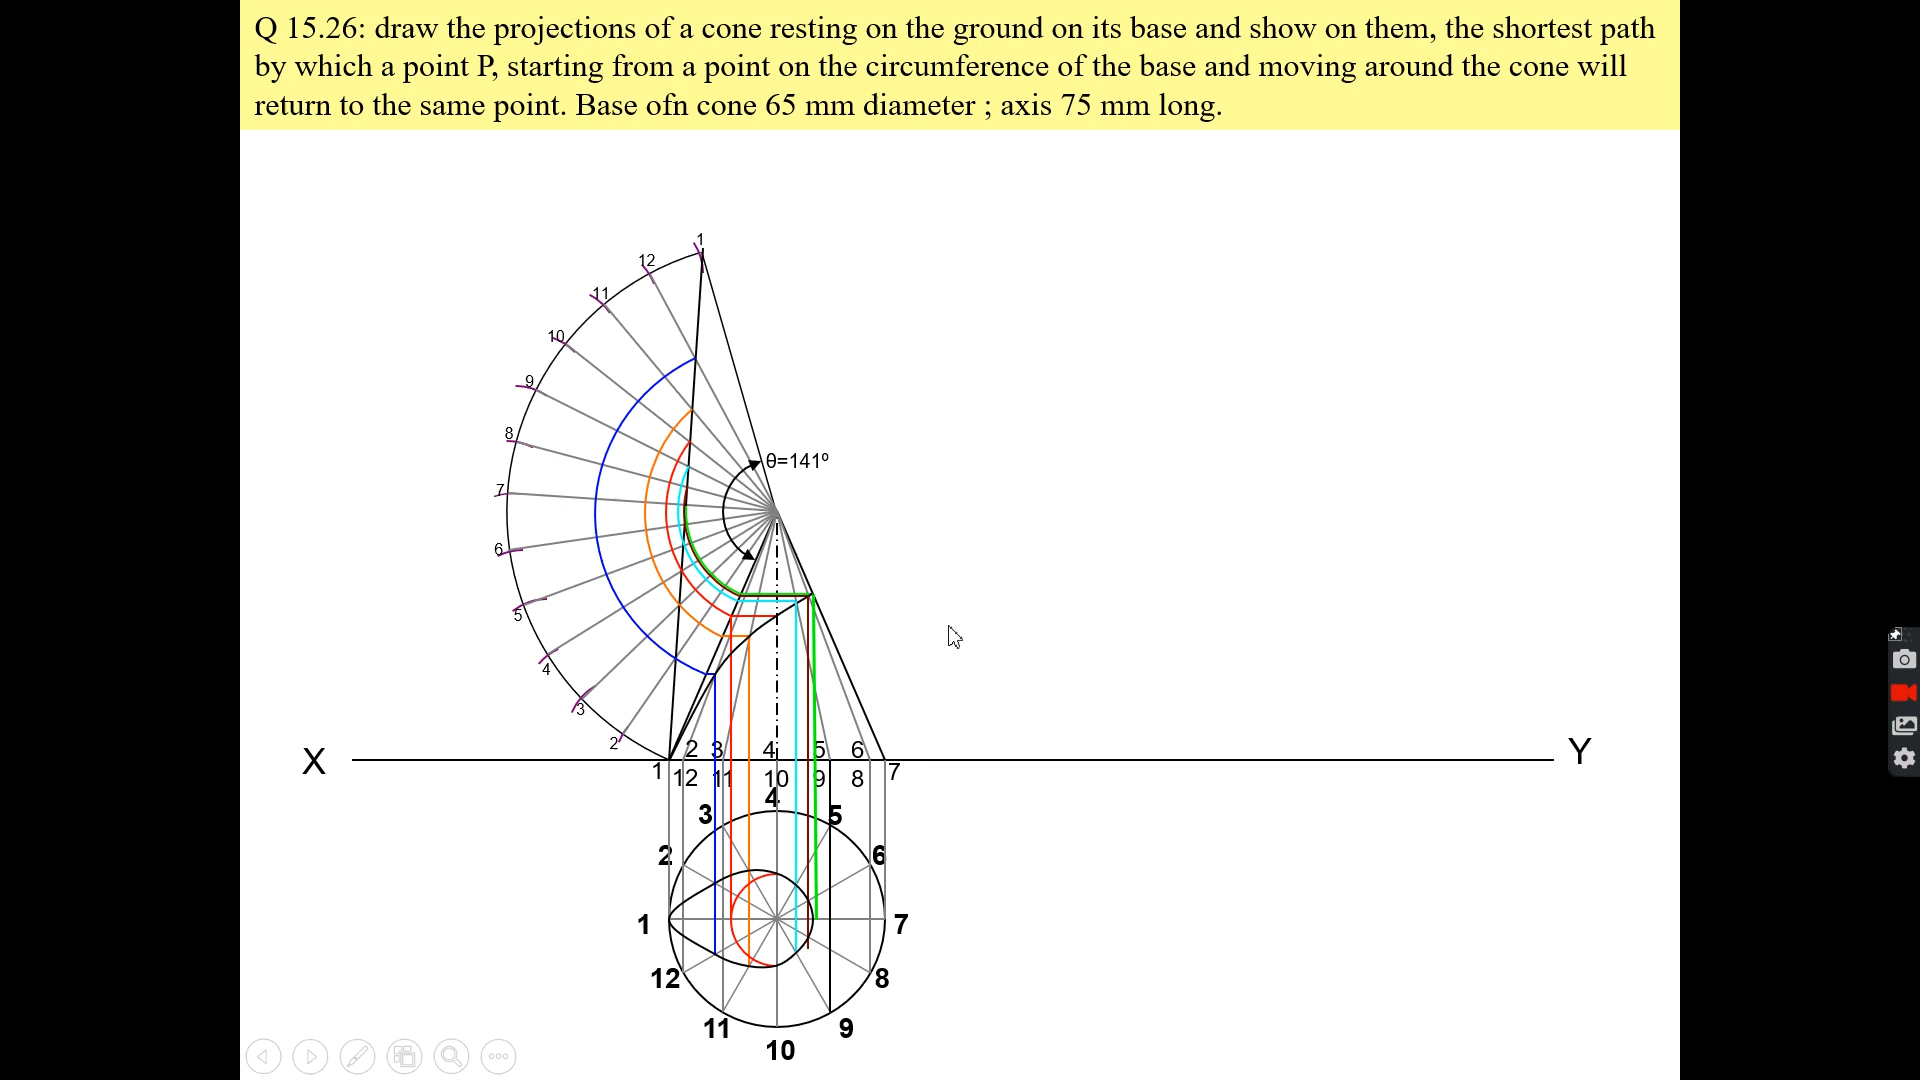 Q 15.26: draw the projections of a cone resting on the ground on its base and show on them, the shortest path
by which a point P, starting from a point on the circumference of the base and moving around the cone will
return to the same point. Base ofn cone 65 mm diameter ; axis 75 mm long.
1
12
11
10
9
8
7
6
5
4
3
2
θ=141º
X
Y
2 3 4 5 6
1 12 11 10 9 8 7
4
3 5
2 6
1 7
12 8
11 9
10